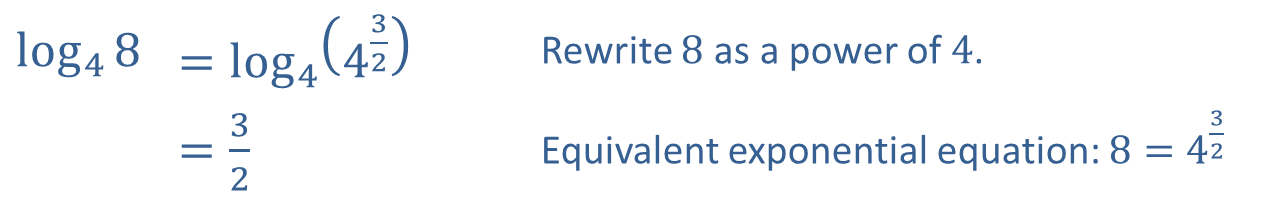 log₄ 8 = log₄(4^(3/2)) Rewrite 8 as a power of 4.
= 3/2 Equivalent exponential equation: 8 = 4^(3/2)